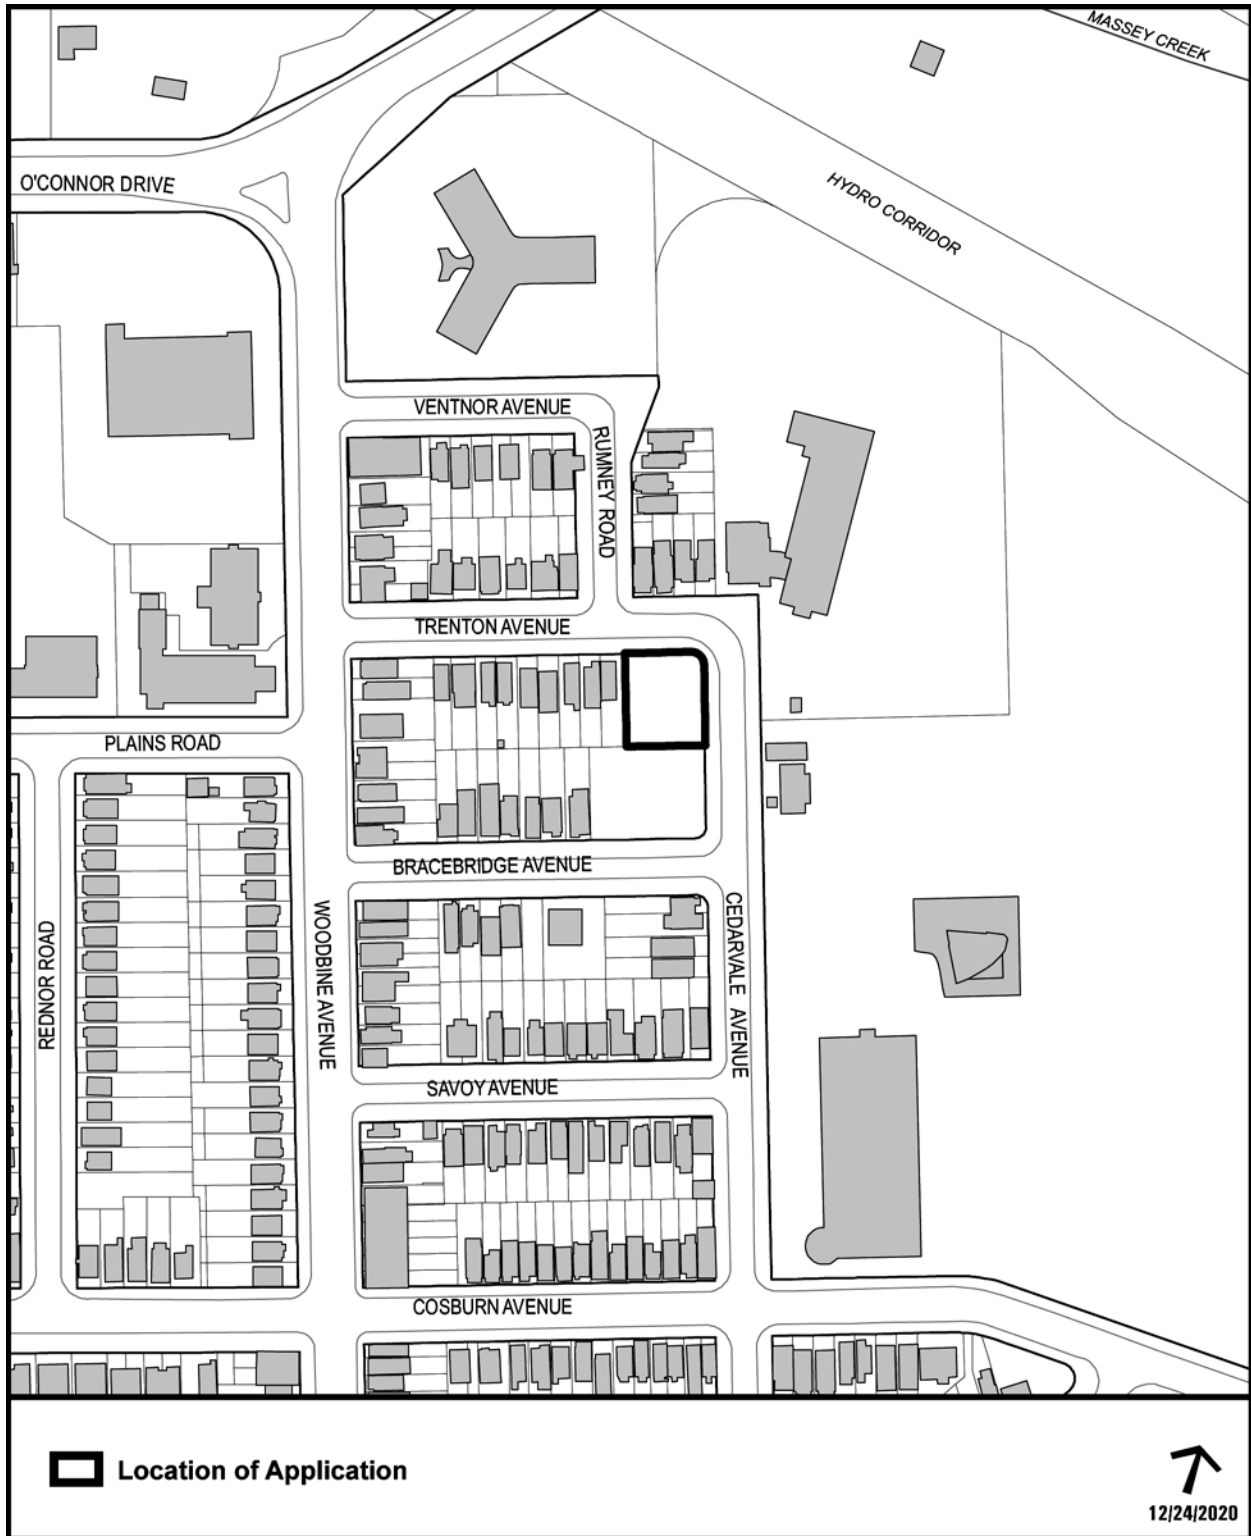 MASSEY CREEK
O'CONNOR DRIVE
HYDRO CORRIDOR
VENTNOR AVENUE
RUMNEY ROAD
TRENTON AVENUE
PLAINS ROAD
BRACEBRIDGE AVENUE
REDNOR ROAD
WOODBINE AVENUE
CEDARVALE AVENUE
SAVOY AVENUE
COSBURN AVENUE
Location of Application
12/24/2020